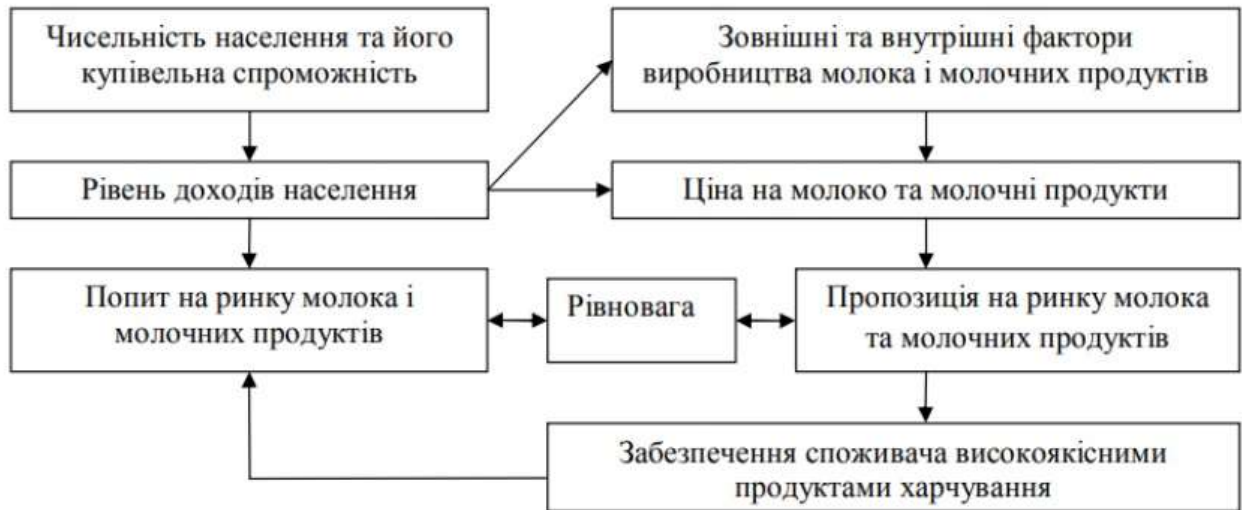 Чисельність населення та його
купівельна спроможність
Зовнішні та внутрішні фактори
виробництва молока і молочних продуктів
Рівень доходів населення
Ціна на молоко та молочні продукти
Попит на ринку молока і
молочних продуктів
Рівновага
Пропозиція на ринку молока
та молочних продуктів
Забезпечення споживача високоякісними
продуктами харчування